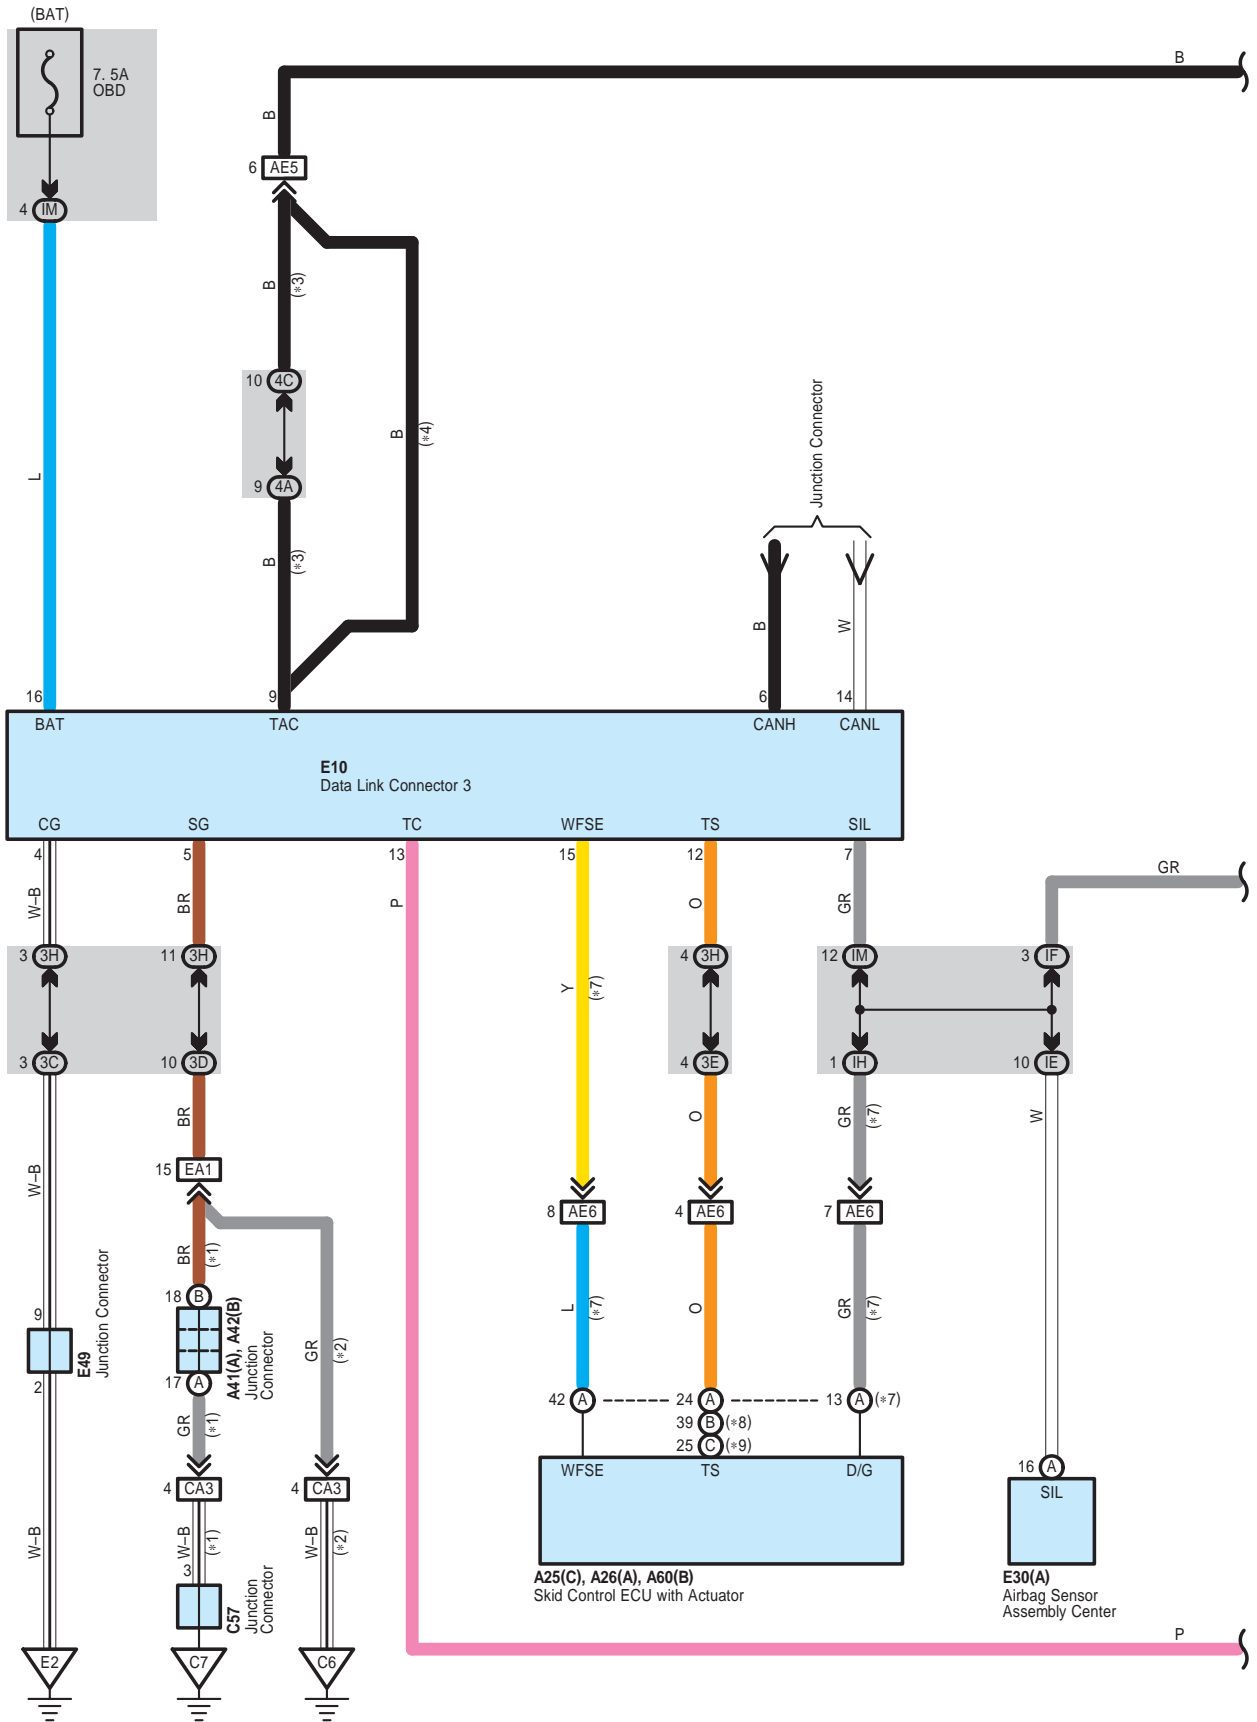 (BAT)
7. 5A
OBD
4 IM
B
B
6 AE5
B
(*3)
10 4C
9 4A
B
(*3)
B
(*4)
L
Junction Connector
B
W
16
9
6
14
BAT
TAC
CANH
CANL
E10
Data Link Connector 3
CG
SG
TC
WFSE
TS
SIL
4
5
13
15
12
7
W–B
BR
P
O
GR
GR
3 3H
11 3H
4 3H
12 IM
3 IF
Y
(*7)
3 3C
10 3D
4 3E
1 IH
10 IE
BR
O
GR
(*7)
W
W–B
15 EA1
8 AE6
4 AE6
7 AE6
BR
(*1)
18 B
A41(A), A42(B)
Junction
Connector
17 A
9
E49
Junction Connector
2
GR
(*2)
L
(*7)
O
GR
(*7)
42 A
24 A
13 A (*7)
39 B (*8)
25 C (*9)
GR
(*1)
4 CA3
4 CA3
WFSE
TS
D/G
16 A
SIL
W–B
W–B
(*1)
W–B
(*2)
3
C57
Junction
Connector
A25(C), A26(A), A60(B)
Skid Control ECU with Actuator
E30(A)
Airbag Sensor
Assembly Center
P
E2
C7
C6